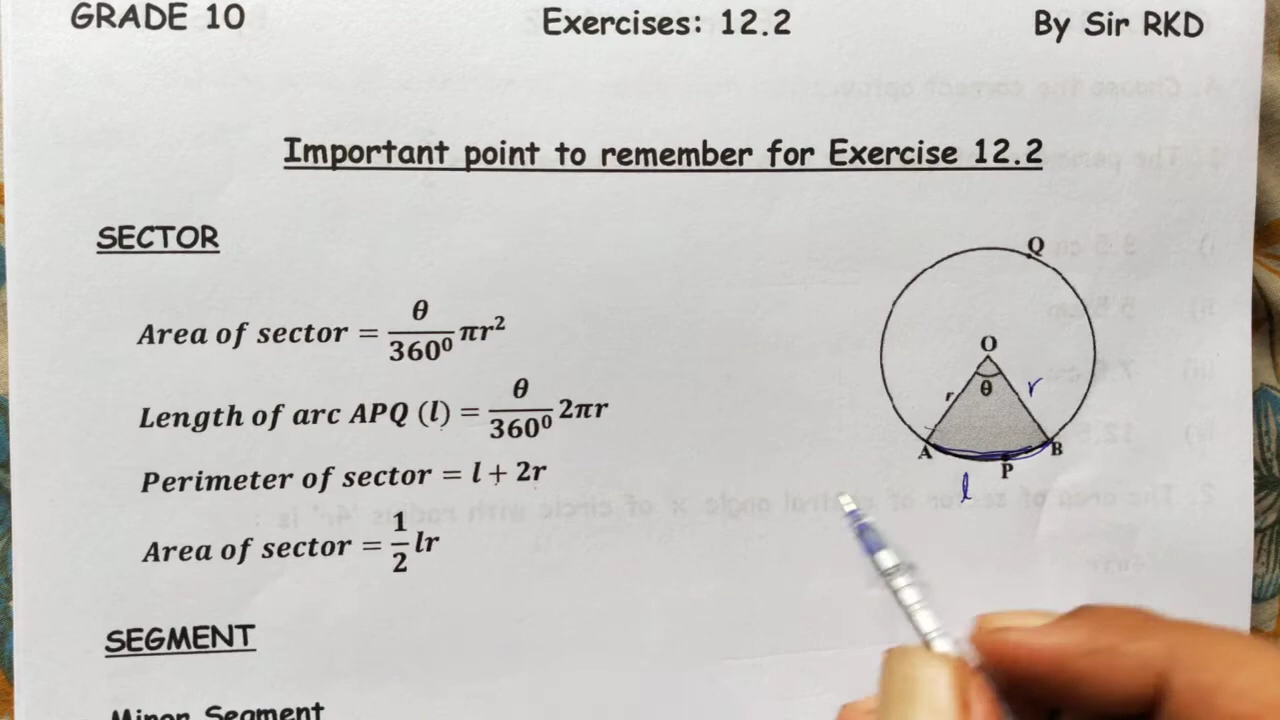 GRADE 10 Exercises: 12.2 By Sir RKD
Important point to remember for Exercise 12.2
SECTOR
Area of sector = θ/360⁰ πr²
Length of arc APQ (l) = θ/360⁰ 2πr
Perimeter of sector = l + 2r
Area of sector = 1/2 lr
SEGMENT
Minor Segment
Q
O
θ
r
r
A
B
P
l